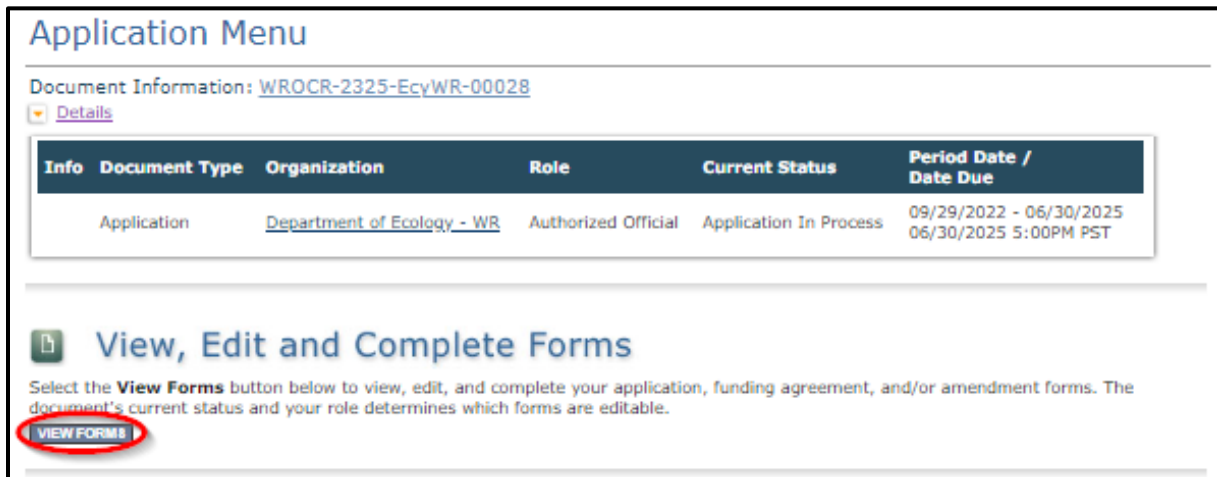 Application Menu
Document Information: WROCR-2325-EcyWR-00028
Details
Info Document Type Organization Role Current Status Period Date / Date Due
Application Department of Ecology - WR Authorized Official Application In Process 09/29/2022 - 06/30/2025
06/30/2025 5:00PM PST
View, Edit and Complete Forms
Select the View Forms button below to view, edit, and complete your application, funding agreement, and/or amendment forms. The
document's current status and your role determines which forms are editable.
VIEW FORMS